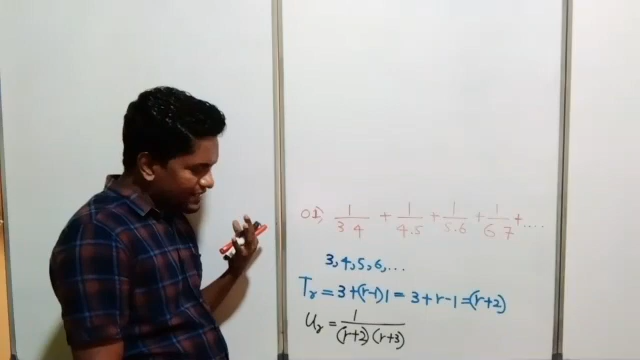 01, 1/3.4 + 1/4.5 + 1/5.6 + 1/6.7 + ....
3,4,5,6,...
Tr = 3+(r-1)1 = 3+r-1 = (r+2)
Ur = 1/(r+2)(r+3)